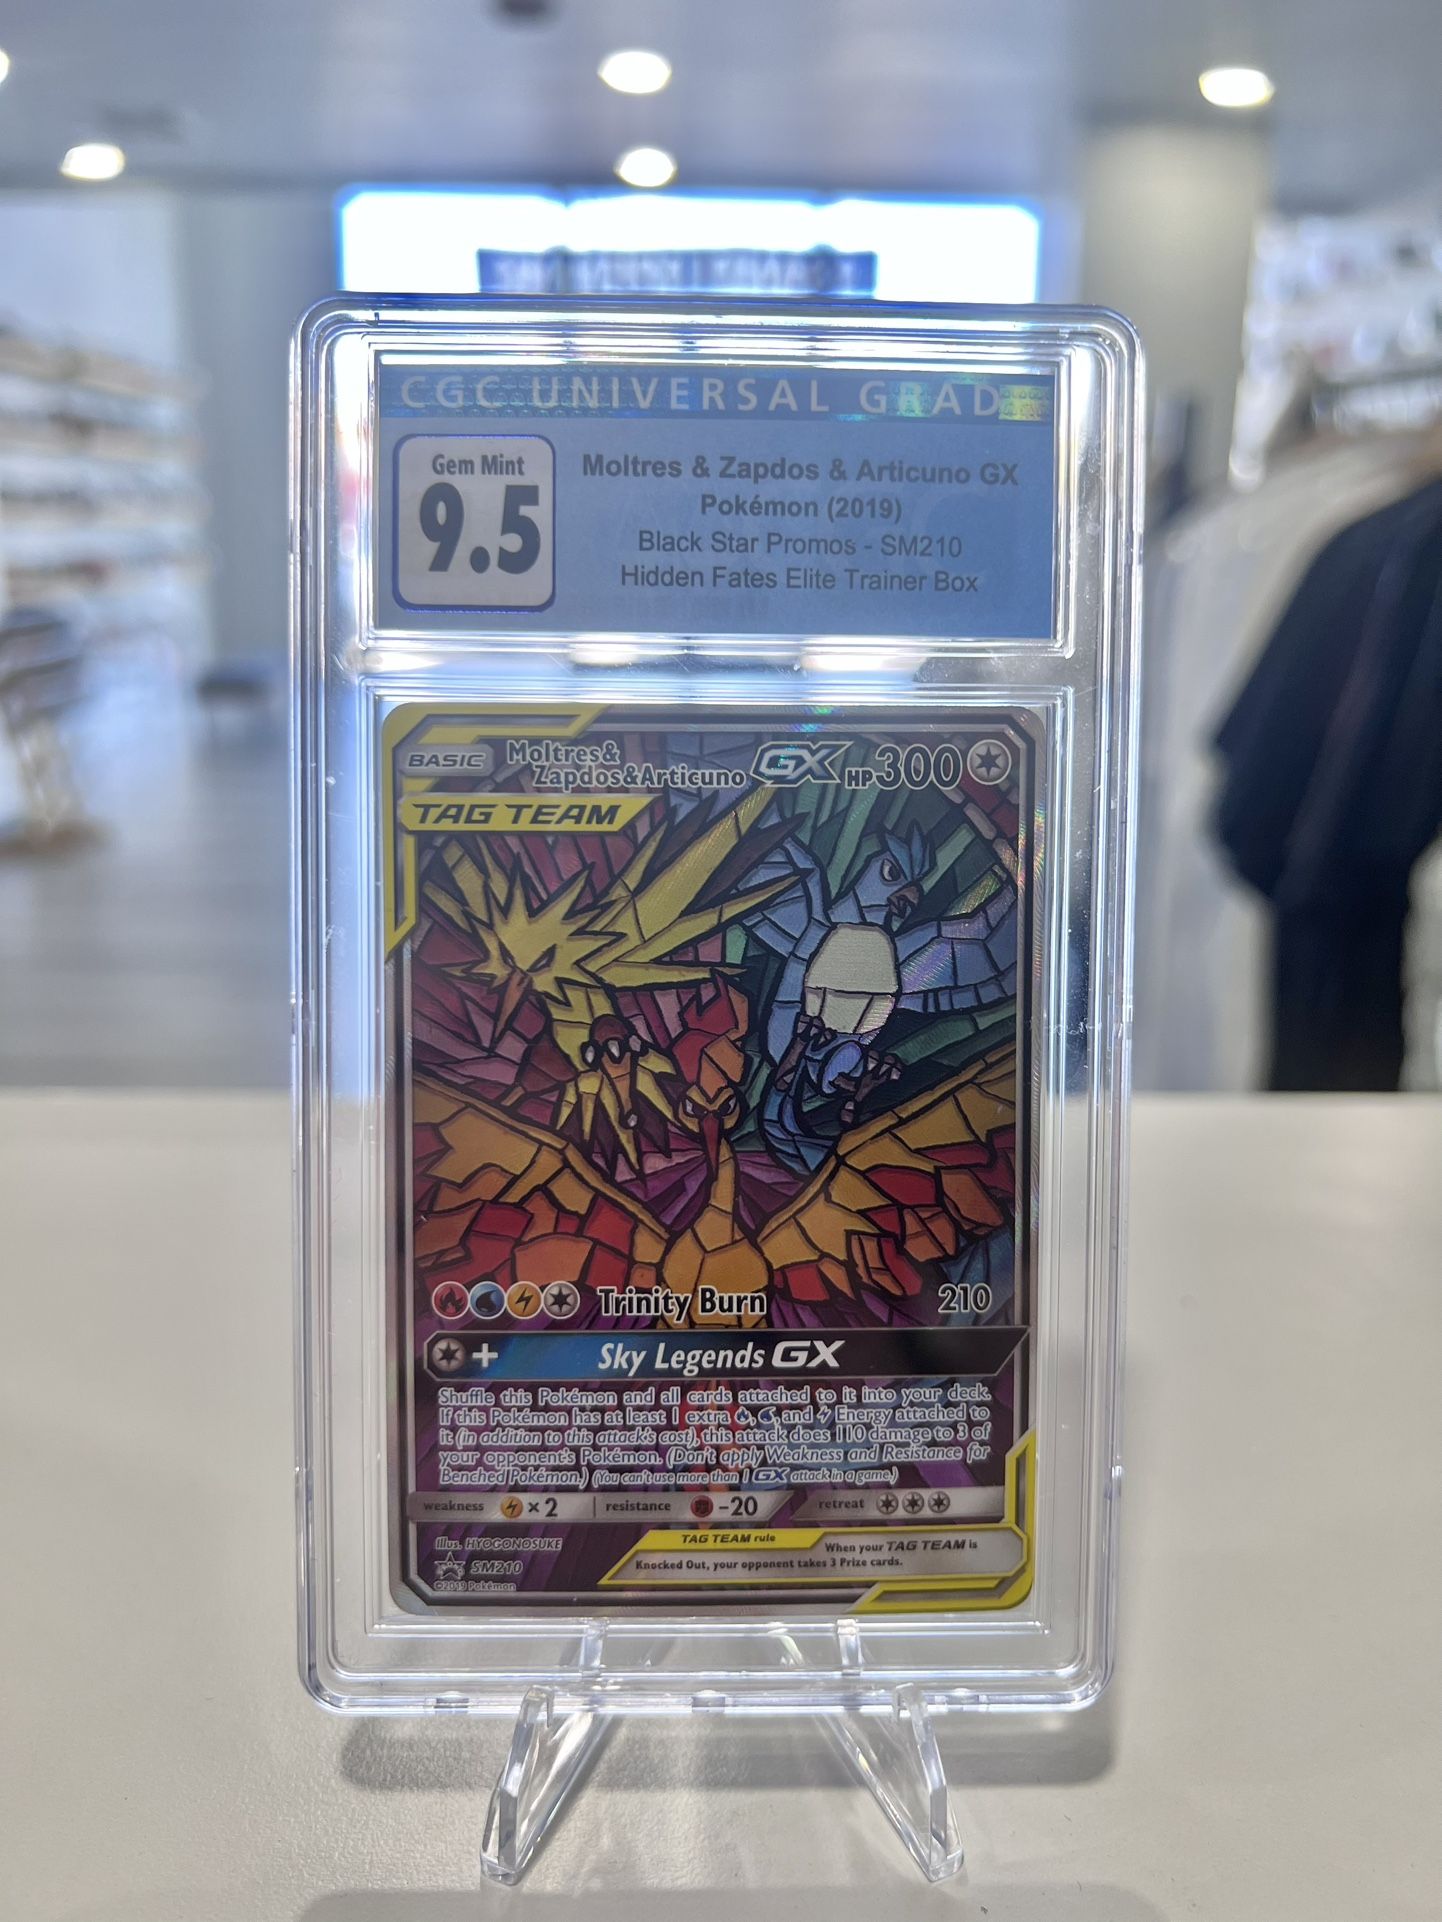 CGC UNIVERSAL GRAD
Gem Mint
9.5
Moltres & Zapdos & Articuno GX
Pokémon (2019)
Black Star Promos - SM210
Hidden Fates Elite Trainer Box
BASIC
Moltres&
Zapdos&Articuno GX HP300
TAG TEAM
Trinity Burn 210
+ Sky Legends GX
Shuffle this Pokémon and all cards attached to it into your deck.
If this Pokémon has at least 1 extra , , and Energy attached to
it (in addition to this attack's cost), this attack does 110 damage to 3 of
your opponent's Pokémon. (Don't apply Weakness and Resistance for
Benched Pokémon.) (You can't use more than 1 GX attack in a game.)
weakness ×2 resistance -20 retreat
Illus. HYOGONOSUKE
SM210
©2019 Pokémon
TAG TEAM rule When your TAG TEAM is
Knocked Out, your opponent takes 3 Prize cards.